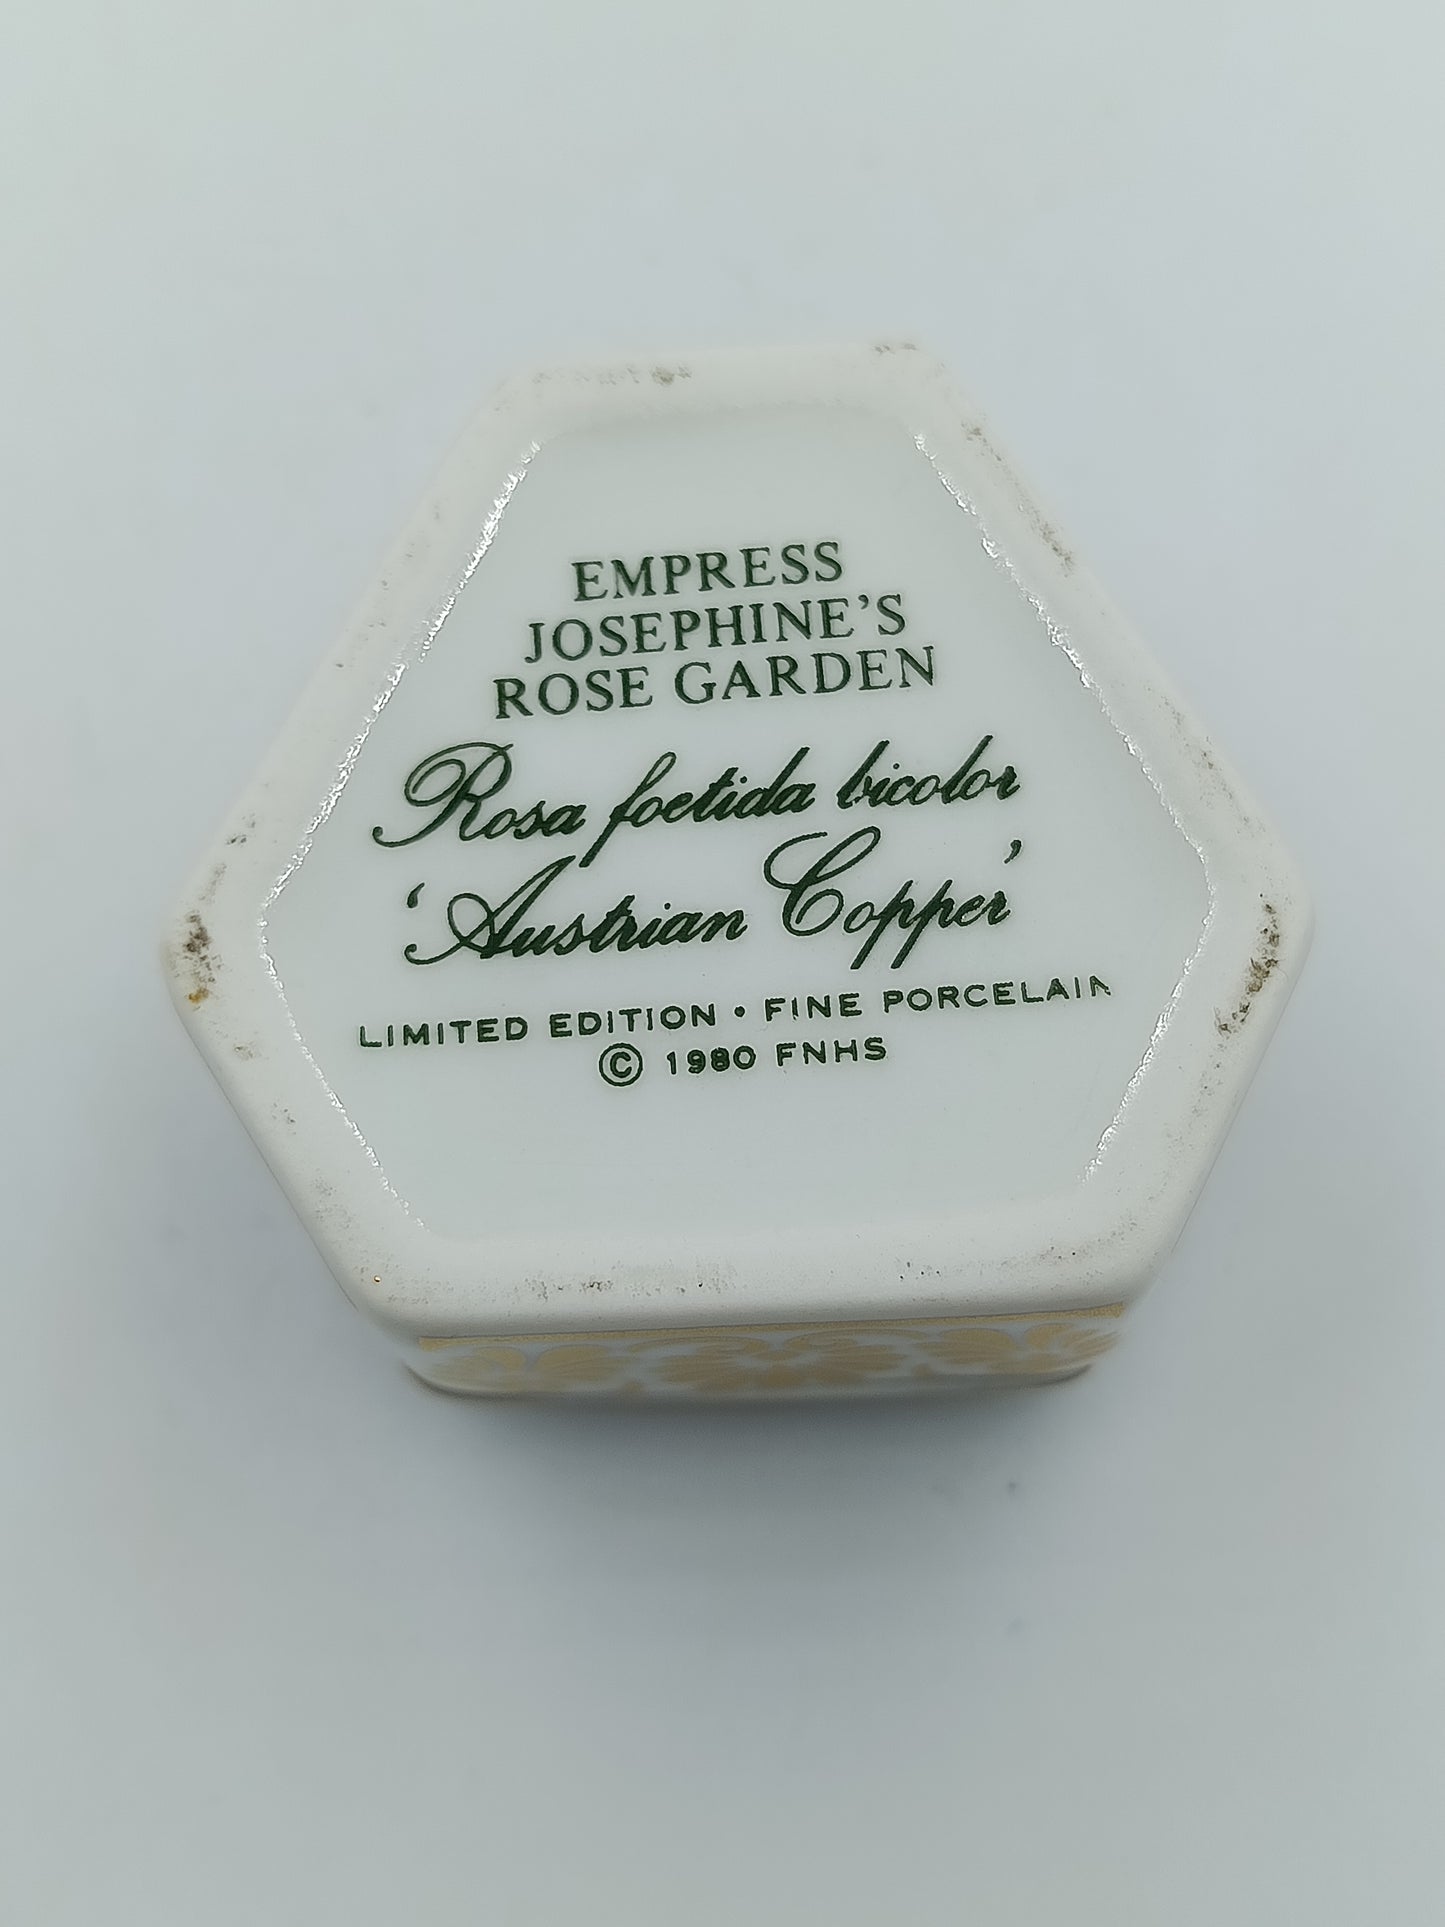 EMPRESS
JOSEPHINE'S
ROSE GARDEN
Rosa foetida bicolor
'Austrian Copper'
LIMITED EDITION • FINE PORCELAIN
© 1980 FNHS